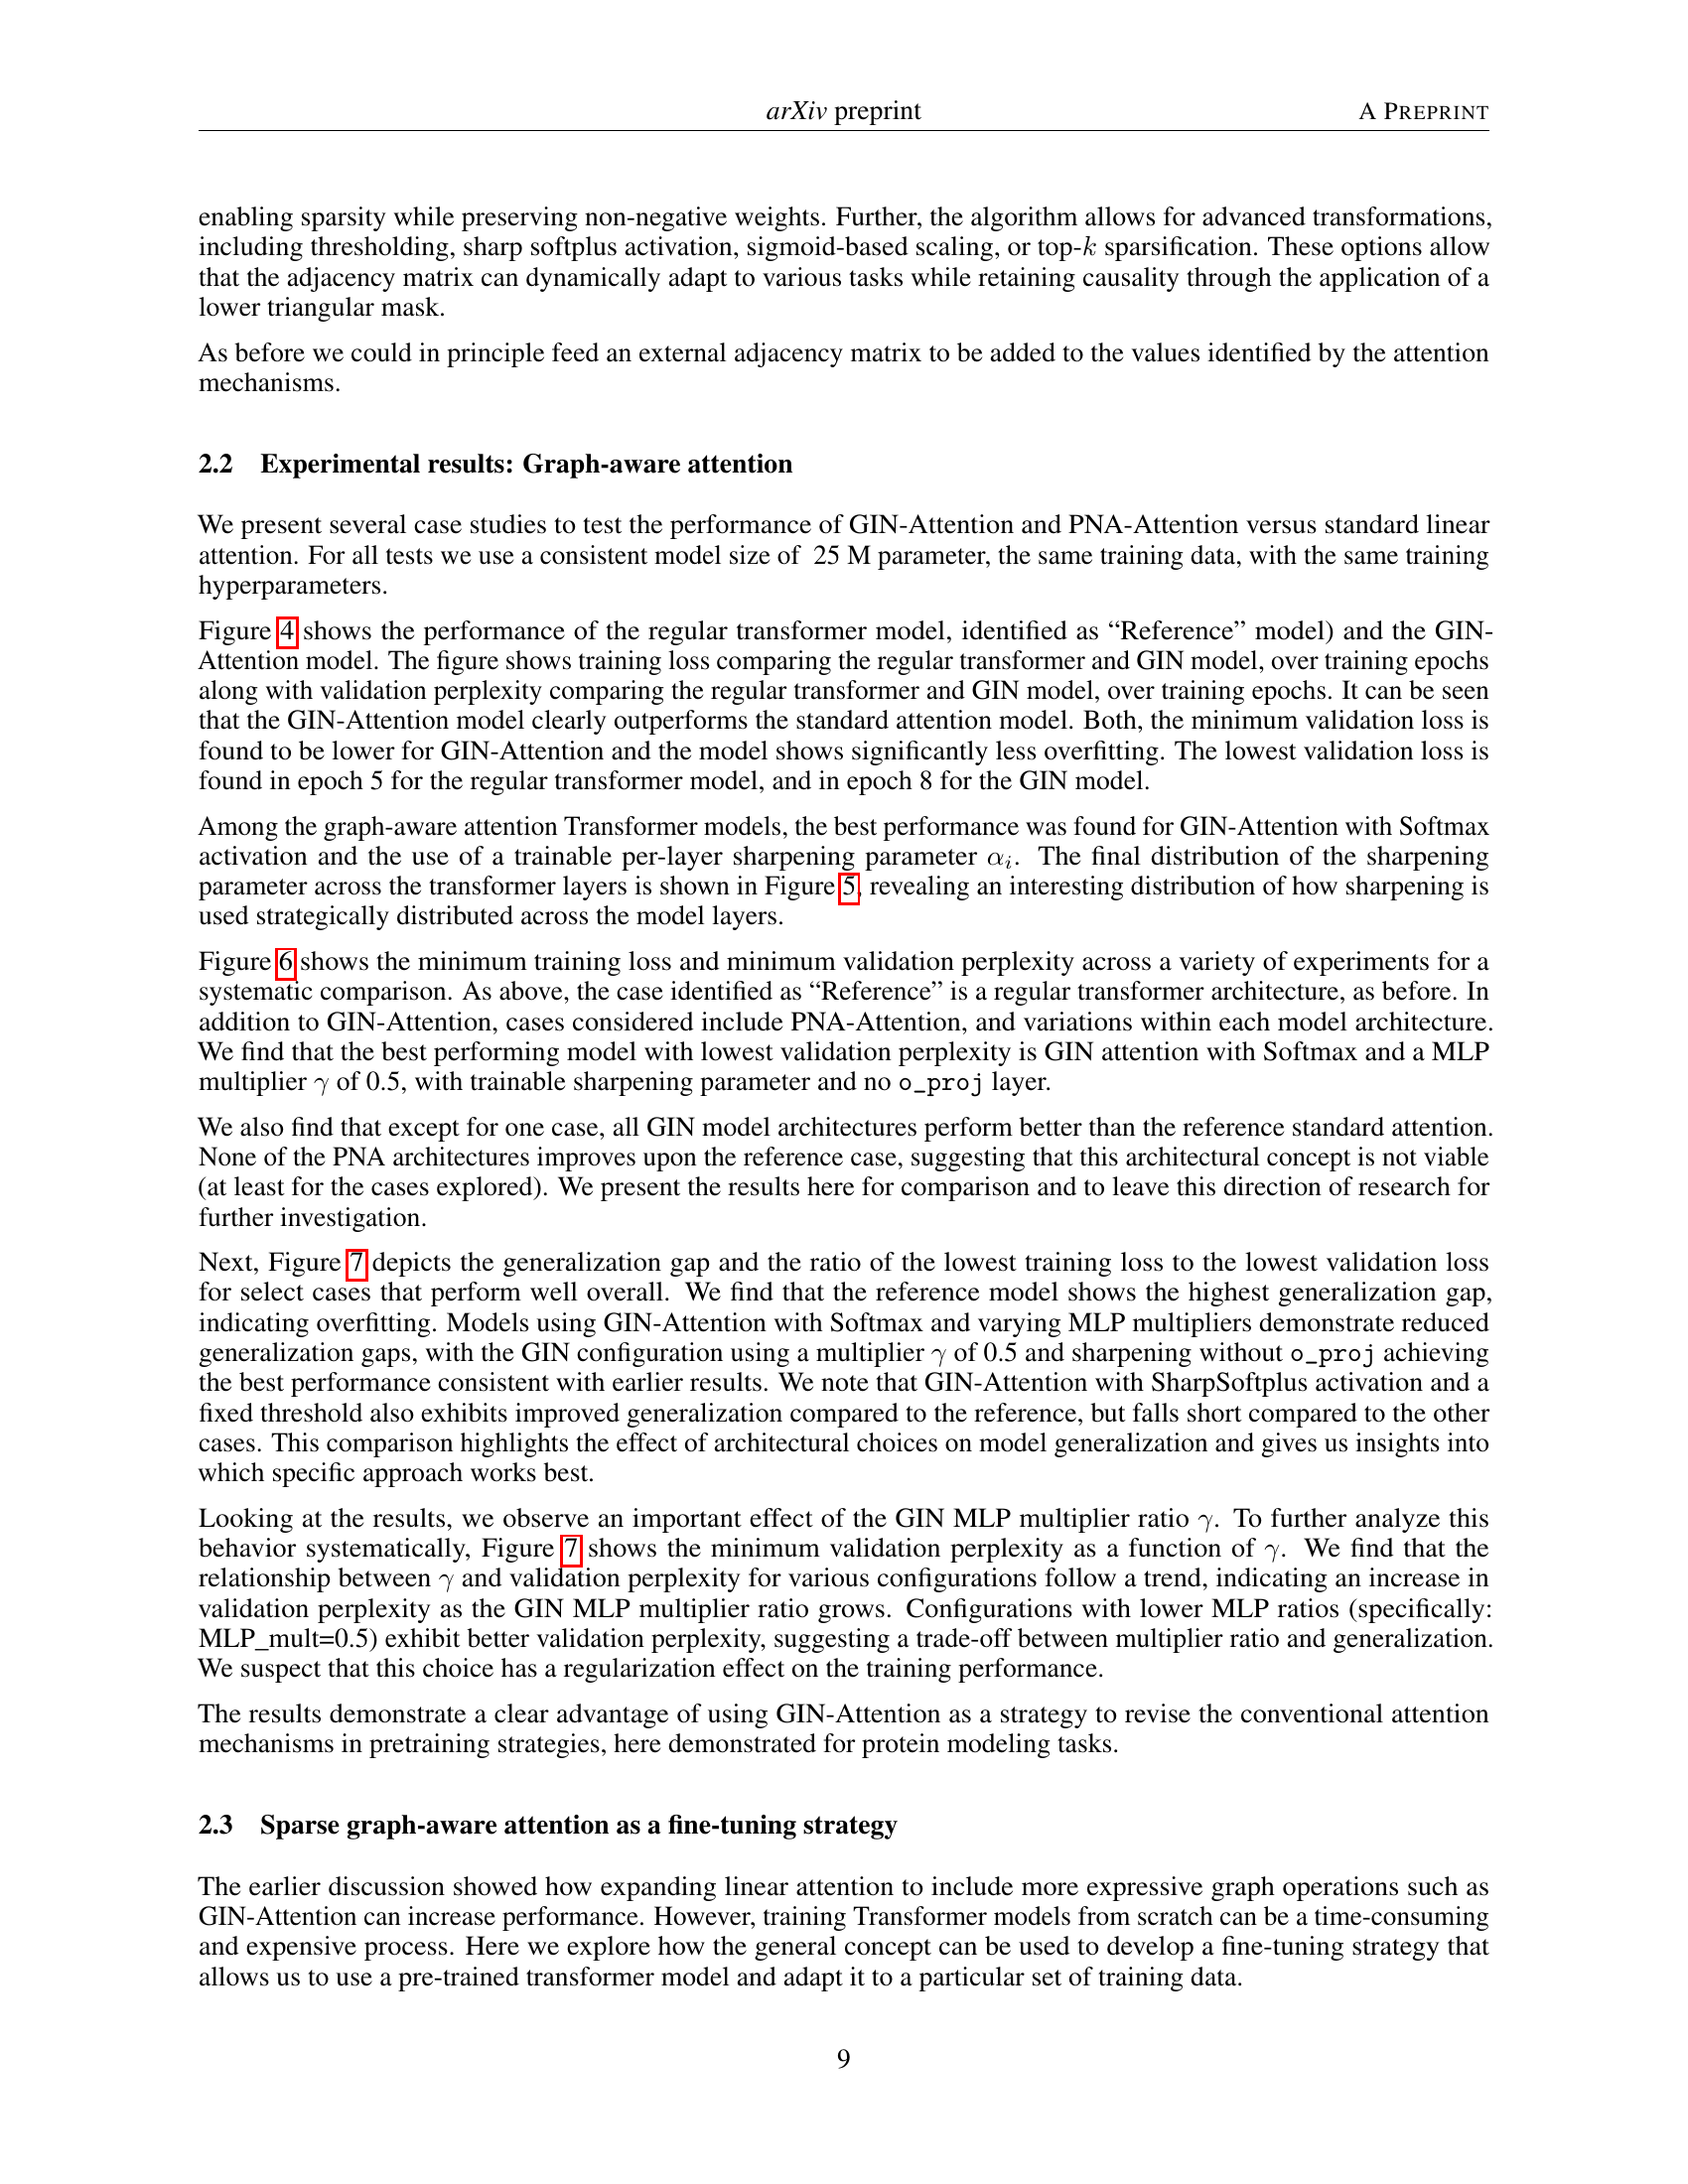 arXiv preprint
A PREPRINT
enabling sparsity while preserving non-negative weights. Further, the algorithm allows for advanced transformations,
including thresholding, sharp softplus activation, sigmoid-based scaling, or top-k sparsification. These options allow
that the adjacency matrix can dynamically adapt to various tasks while retaining causality through the application of a
lower triangular mask.
As before we could in principle feed an external adjacency matrix to be added to the values identified by the attention
mechanisms.
2.2 Experimental results: Graph-aware attention
We present several case studies to test the performance of GIN-Attention and PNA-Attention versus standard linear
attention. For all tests we use a consistent model size of 25 M parameter, the same training data, with the same training
hyperparameters.
Figure 4 shows the performance of the regular transformer model, identified as “Reference” model) and the GIN-
Attention model. The figure shows training loss comparing the regular transformer and GIN model, over training epochs
along with validation perplexity comparing the regular transformer and GIN model, over training epochs. It can be seen
that the GIN-Attention model clearly outperforms the standard attention model. Both, the minimum validation loss is
found to be lower for GIN-Attention and the model shows significantly less overfitting. The lowest validation loss is
found in epoch 5 for the regular transformer model, and in epoch 8 for the GIN model.
Among the graph-aware attention Transformer models, the best performance was found for GIN-Attention with Softmax
activation and the use of a trainable per-layer sharpening parameter αᵢ. The final distribution of the sharpening
parameter across the transformer layers is shown in Figure 5, revealing an interesting distribution of how sharpening is
used strategically distributed across the model layers.
Figure 6 shows the minimum training loss and minimum validation perplexity across a variety of experiments for a
systematic comparison. As above, the case identified as “Reference” is a regular transformer architecture, as before. In
addition to GIN-Attention, cases considered include PNA-Attention, and variations within each model architecture.
We find that the best performing model with lowest validation perplexity is GIN attention with Softmax and a MLP
multiplier γ of 0.5, with trainable sharpening parameter and no o_proj layer.
We also find that except for one case, all GIN model architectures perform better than the reference standard attention.
None of the PNA architectures improves upon the reference case, suggesting that this architectural concept is not viable
(at least for the cases explored). We present the results here for comparison and to leave this direction of research for
further investigation.
Next, Figure 7 depicts the generalization gap and the ratio of the lowest training loss to the lowest validation loss
for select cases that perform well overall. We find that the reference model shows the highest generalization gap,
indicating overfitting. Models using GIN-Attention with Softmax and varying MLP multipliers demonstrate reduced
generalization gaps, with the GIN configuration using a multiplier γ of 0.5 and sharpening without o_proj achieving
the best performance consistent with earlier results. We note that GIN-Attention with SharpSoftplus activation and a
fixed threshold also exhibits improved generalization compared to the reference, but falls short compared to the other
cases. This comparison highlights the effect of architectural choices on model generalization and gives us insights into
which specific approach works best.
Looking at the results, we observe an important effect of the GIN MLP multiplier ratio γ. To further analyze this
behavior systematically, Figure 7 shows the minimum validation perplexity as a function of γ. We find that the
relationship between γ and validation perplexity for various configurations follow a trend, indicating an increase in
validation perplexity as the GIN MLP multiplier ratio grows. Configurations with lower MLP ratios (specifically:
MLP_mult=0.5) exhibit better validation perplexity, suggesting a trade-off between multiplier ratio and generalization.
We suspect that this choice has a regularization effect on the training performance.
The results demonstrate a clear advantage of using GIN-Attention as a strategy to revise the conventional attention
mechanisms in pretraining strategies, here demonstrated for protein modeling tasks.
2.3 Sparse graph-aware attention as a fine-tuning strategy
The earlier discussion showed how expanding linear attention to include more expressive graph operations such as
GIN-Attention can increase performance. However, training Transformer models from scratch can be a time-consuming
and expensive process. Here we explore how the general concept can be used to develop a fine-tuning strategy that
allows us to use a pre-trained transformer model and adapt it to a particular set of training data.
9